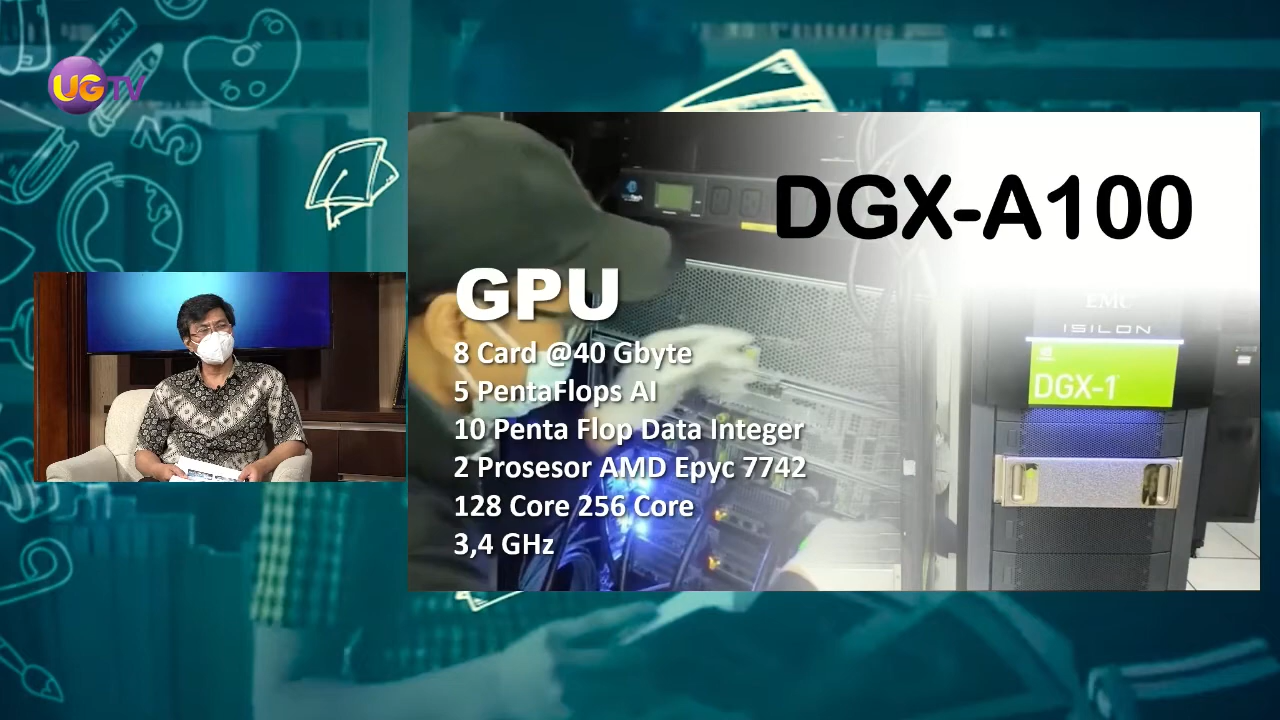 UGTV
DGX-A100
GPU
8 Card @40 Gbyte
5 PentaFlops AI
10 Penta Flop Data Integer
2 Prosesor AMD Epyc 7742
128 Core 256 Core
3,4 GHz
EMC
ISILON
DGX-1